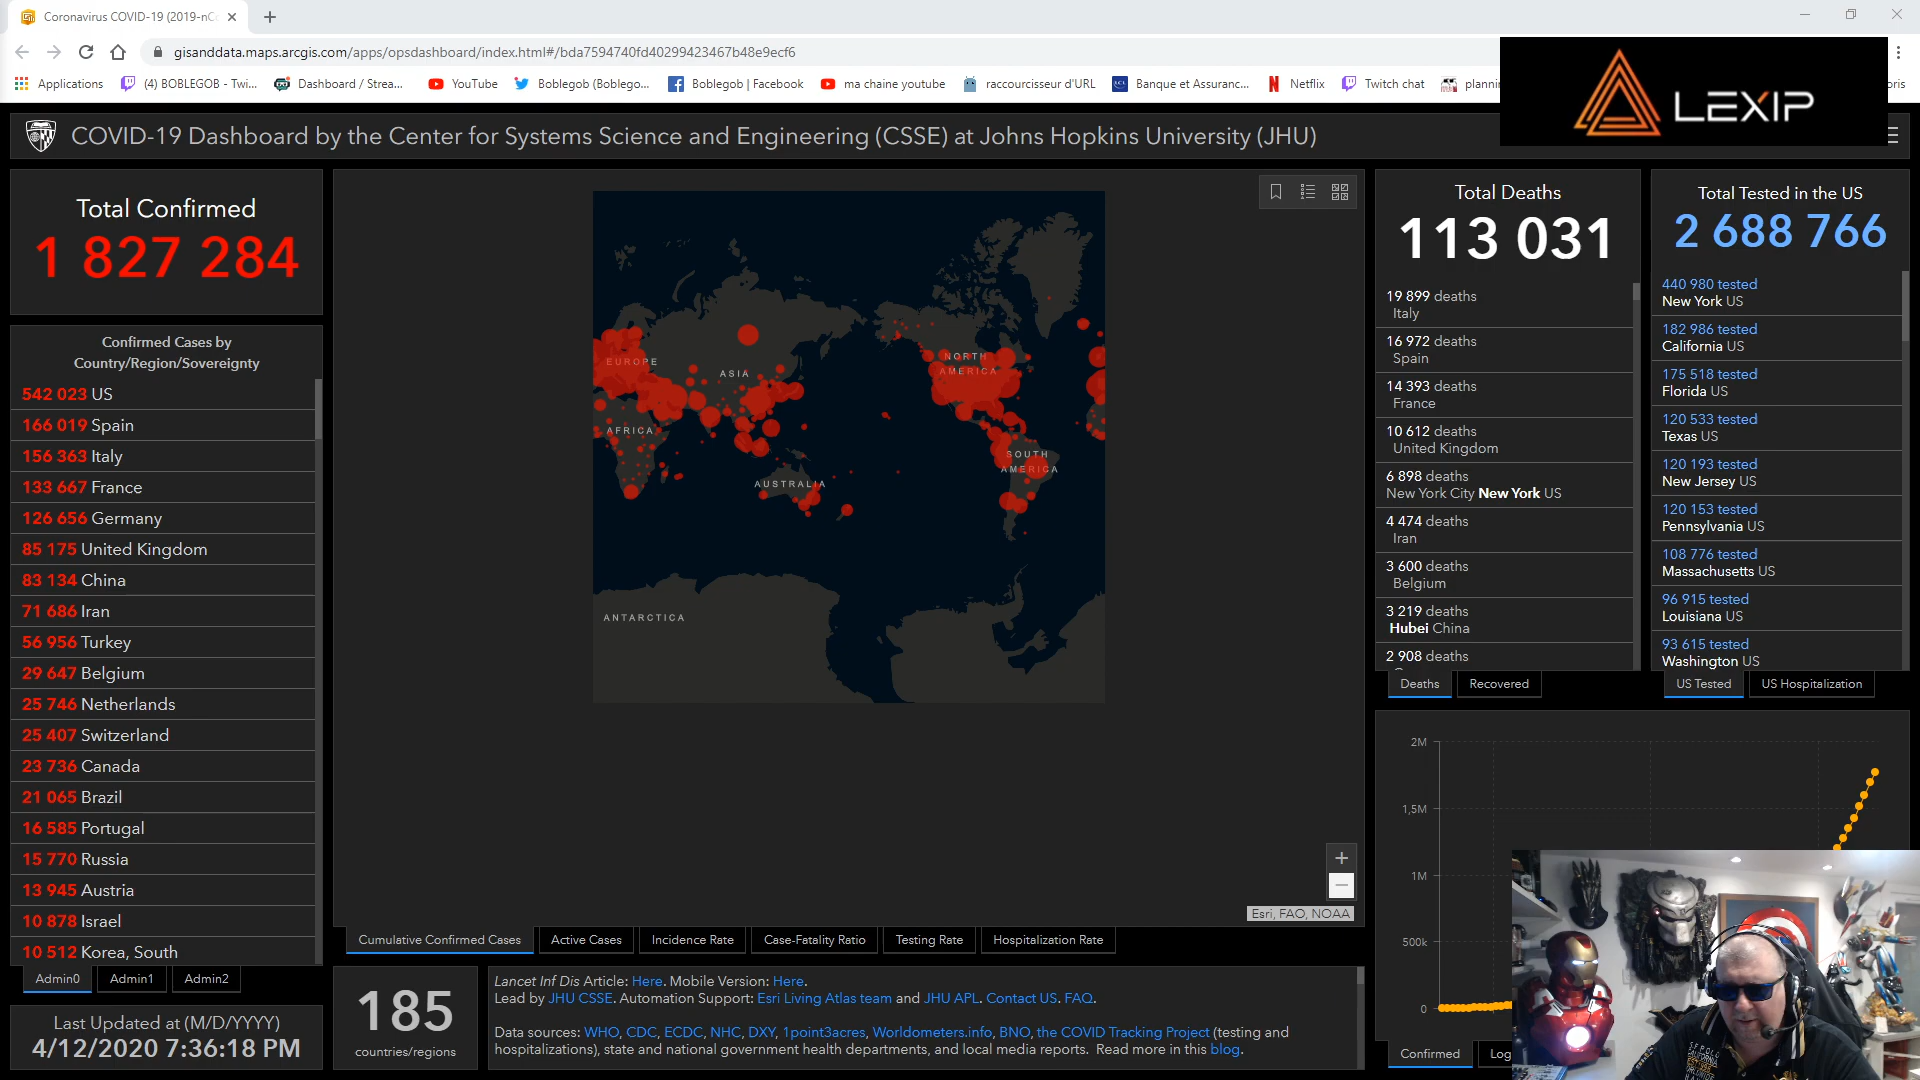 Coronavirus COVID-19 (2019-nCo
gisanddata.maps.arcgis.com/apps/opsdashboard/index.html#/bda7594740fd40299423467b48e9ecf6
Applications
(4) BOBLEGOB - Twi...
Dashboard / Strea...
YouTube
Boblegob (Boblego...
Boblegob | Facebook
ma chaine youtube
raccourcisseur d'URL
Banque et Assuranc...
Netflix
Twitch chat
planni
oris
LEXIP
COVID-19 Dashboard by the Center for Systems Science and Engineering (CSSE) at Johns Hopkins University (JHU)
Total Confirmed
1 827 284
Confirmed Cases by
Country/Region/Sovereignty
542 023 US
166 019 Spain
156 363 Italy
133 667 France
126 656 Germany
85 175 United Kingdom
83 134 China
71 686 Iran
56 956 Turkey
29 647 Belgium
25 746 Netherlands
25 407 Switzerland
23 736 Canada
21 065 Brazil
16 585 Portugal
15 770 Russia
13 945 Austria
10 878 Israel
10 512 Korea, South
Admin0
Admin1
Admin2
Last Updated at (M/D/YYYY)
4/12/2020 7:36:18 PM
EUROPE
ASIA
AFRICA
AUSTRALIA
NORTH
AMERICA
SOUTH
AMERICA
ANTARCTICA
Esri, FAO, NOAA
Cumulative Confirmed Cases
Active Cases
Incidence Rate
Case-Fatality Ratio
Testing Rate
Hospitalization Rate
185
countries/regions
Lancet Inf Dis Article: Here. Mobile Version: Here.
Lead by JHU CSSE. Automation Support: Esri Living Atlas team and JHU APL. Contact US. FAQ.
Data sources: WHO, CDC, ECDC, NHC, DXY, 1point3acres, Worldometers.info, BNO, the COVID Tracking Project (testing and
hospitalizations), state and national government health departments, and local media reports. Read more in this blog.
Total Deaths
113 031
19 899 deaths
Italy
16 972 deaths
Spain
14 393 deaths
France
10 612 deaths
United Kingdom
6 898 deaths
New York City New York US
4 474 deaths
Iran
3 600 deaths
Belgium
3 219 deaths
Hubei China
2 908 deaths
Deaths
Recovered
Total Tested in the US
2 688 766
440 980 tested
New York US
182 986 tested
California US
175 518 tested
Florida US
120 533 tested
Texas US
120 193 tested
New Jersey US
120 153 tested
Pennsylvania US
108 776 tested
Massachusetts US
96 915 tested
Louisiana US
93 615 tested
Washington US
US Tested
US Hospitalization
2M
1,5M
1M
500k
0
Confirmed
Log